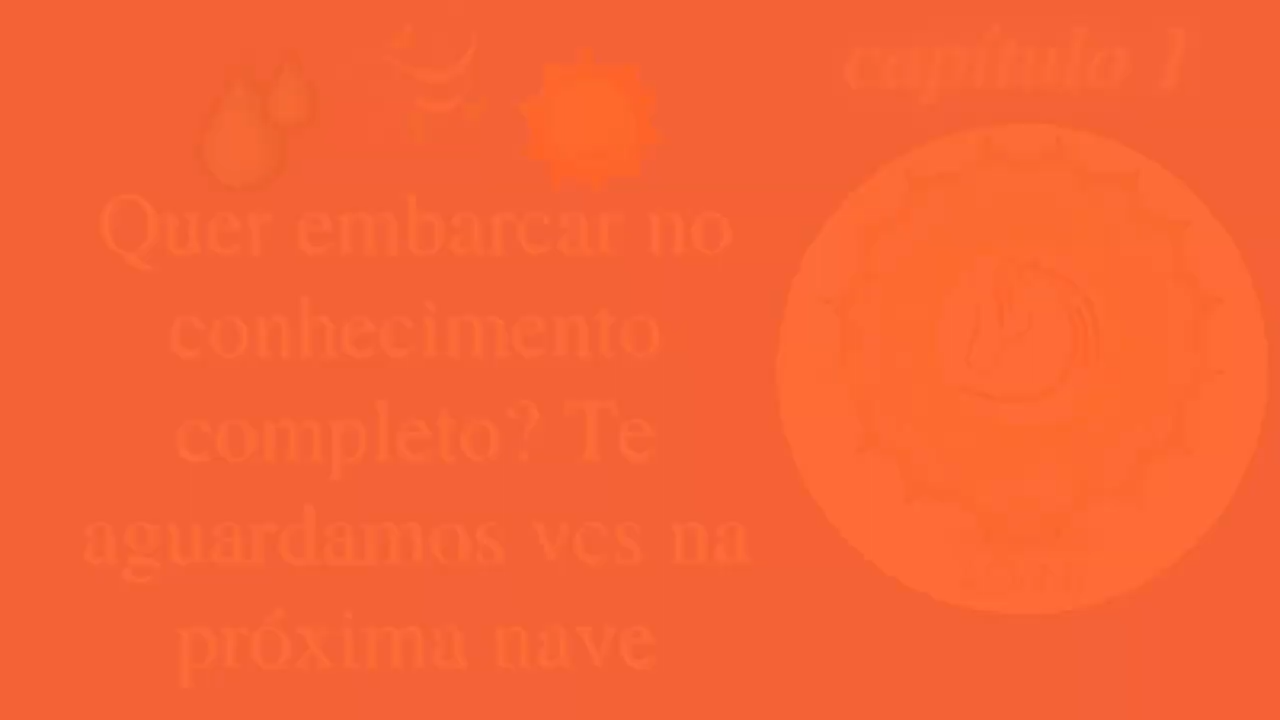 capítulo 1
Quer embarcar no
conhecimento
completo? Te
aguardamos vcs na
próxima nave